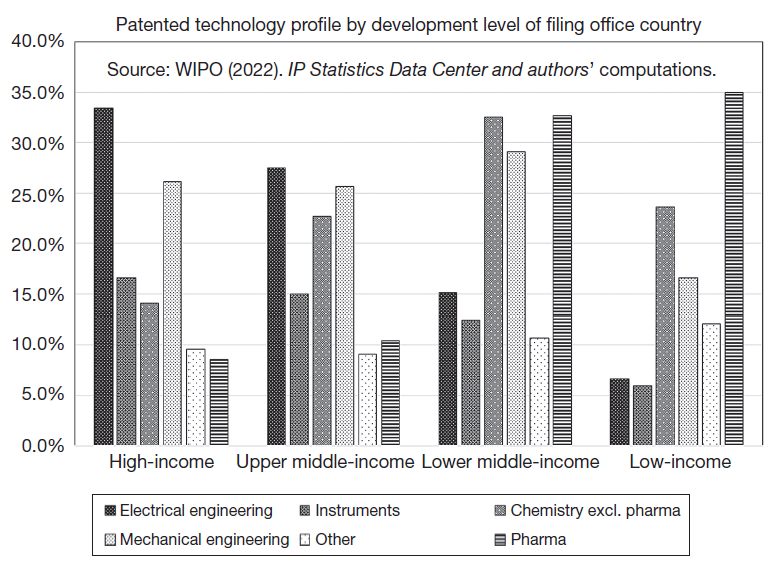 Patented technology profile by development level of filing office country
40.0%
Source: WIPO (2022). IP Statistics Data Center and authors’ computations.
35.0%
30.0%
25.0%
20.0%
15.0%
10.0%
5.0%
0.0%
High-income Upper middle-income Lower middle-income Low-income
Electrical engineering Instruments Chemistry excl. pharma
Mechanical engineering Other Pharma